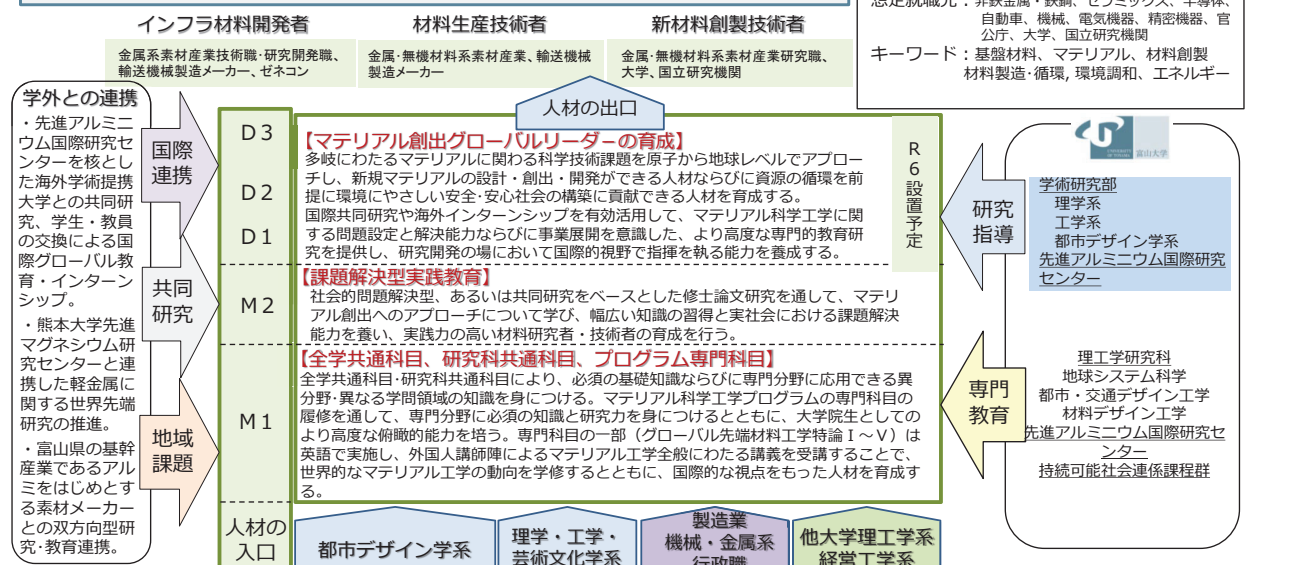 インフラ材料開発者
材料生産技術者
新材料創製技術者
金属系素材産業技術職・研究開発職、
輸送機械製造メーカー、ゼネコン
金属・無機材料系素材産業、輸送機械
製造メーカー
金属・無機材料系素材産業研究職、
大学、国立研究機関
想定就職先：非鉄金属・鉄鋼、セラミックス、半導体、
自動車、機械、電気機器、精密機器、官
公庁、大学、国立研究機関
キーワード：基盤材料、マテリアル、材料創製
材料製造・循環, 環境調和、エネルギー
人材の出口
学外との連携
・先進アルミニ
ウム国際研究セ
ンターを核とし
た海外学術提携
大学との共同研
究、学生・教員
の交換による国
際グローバル教
育・インターン
シップ。
・熊本大学先進
マグネシウム研
究センターと連
携した軽金属に
関する世界先端
研究の推進。
・富山県の基幹
産業であるアル
ミをはじめとす
る素材メーカー
との双方向型研
究・教育連携。
国際
連携
共同
研究
地域
課題
D３
D２
D１
M２
M１
人材の
入口
【マテリアル創出グローバルリーダーの育成】
多岐にわたるマテリアルに関わる科学技術課題を原子から地球レベルでアプロー
チし、新規マテリアルの設計・創出・開発ができる人材ならびに資源の循環を前
提に環境にやさしい安全・安心社会の構築に貢献できる人材を育成する。
国際共同研究や海外インターンシップを有効活用して、マテリアル科学工学に関
する問題設定と解決能力ならびに事業展開を意識した、より高度な専門的教育研
究を提供し、研究開発の場において国際的視野で指揮を執る能力を養成する。
R６設置予定
【課題解決型実践教育】
社会的問題解決型、あるいは共同研究をベースとした修士論文研究を通して、マテリ
アル創出へのアプローチについて学び、幅広い知識の習得と実社会における課題解決
能力を養い、実践力の高い材料研究者・技術者の育成を行う。
【全学共通科目、研究科共通科目、プログラム専門科目】
全学共通科目・研究科共通科目により、必須の基礎知識ならびに専門分野に応用できる異
分野・異なる学問領域の知識を身につける。マテリアル科学工学プログラムの専門科目の
履修を通して、専門分野に必須の知識と研究力を身につけるとともに、大学院生としての
より高度な俯瞰的能力を培う。専門科目の一部（グローバル先端材料工学特論Ⅰ～Ⅴ）は
英語で実施し、外国人講師陣によるマテリアル工学全般にわたる講義を受講することで、
世界的なマテリアル工学の動向を学修するとともに、国際的な視点をもった人材を育成す
る。
都市デザイン学系
理学・工学・
芸術文化学系
製造業
機械・金属系
行政職
他大学理工学系
経営工学系
研究
指導
専門
教育
富山大学
学術研究部
理学系
工学系
都市デザイン学系
先進アルミニウム国際研究
センター
理工学研究科
地球システム科学
都市・交通デザイン工学
材料デザイン工学
先進アルミニウム国際研究セ
ンター
持続可能社会連係課程群